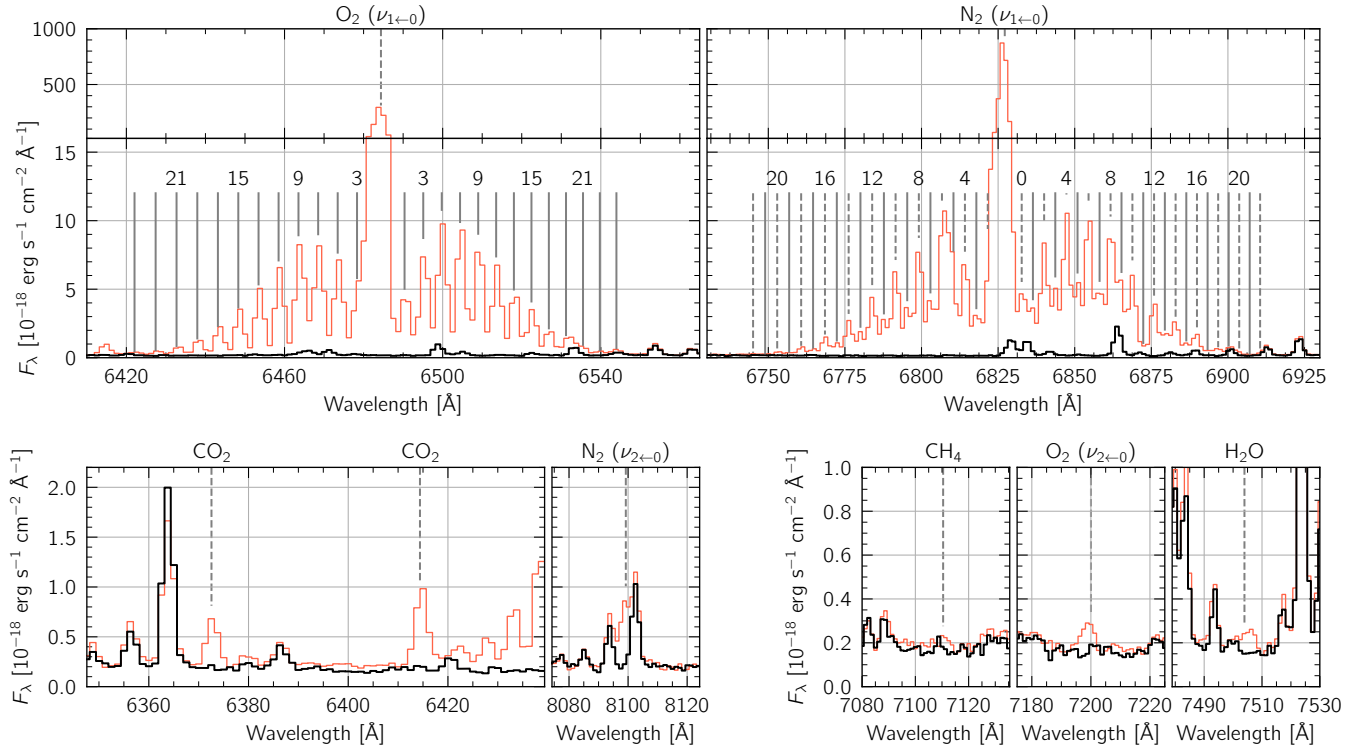 O₂ (ν₁←₀)
N₂ (ν₁←₀)
1000
500
15
10
5
0
F_λ [10⁻¹⁸ erg s⁻¹ cm⁻² Å⁻¹]
21 15 9 3 3 9 15 21
20 16 12 8 4 0 4 8 12 16 20
6420 6460 6500 6540
6750 6775 6800 6825 6850 6875 6900 6925
Wavelength [Å]
Wavelength [Å]
CO₂
CO₂
N₂ (ν₂←₀)
CH₄
O₂ (ν₂←₀)
H₂O
F_λ [10⁻¹⁸ erg s⁻¹ cm⁻² Å⁻¹]
2.0
1.5
1.0
0.5
0.0
F_λ [10⁻¹⁸ erg s⁻¹ cm⁻² Å⁻¹]
1.0
0.8
0.6
0.4
0.2
0.0
6360 6380 6400 6420
8080 8100 8120
7080 7100 7120
7180 7200 7220
7490 7510 7530
Wavelength [Å]
Wavelength [Å]
Wavelength [Å]
Wavelength [Å]
Wavelength [Å]